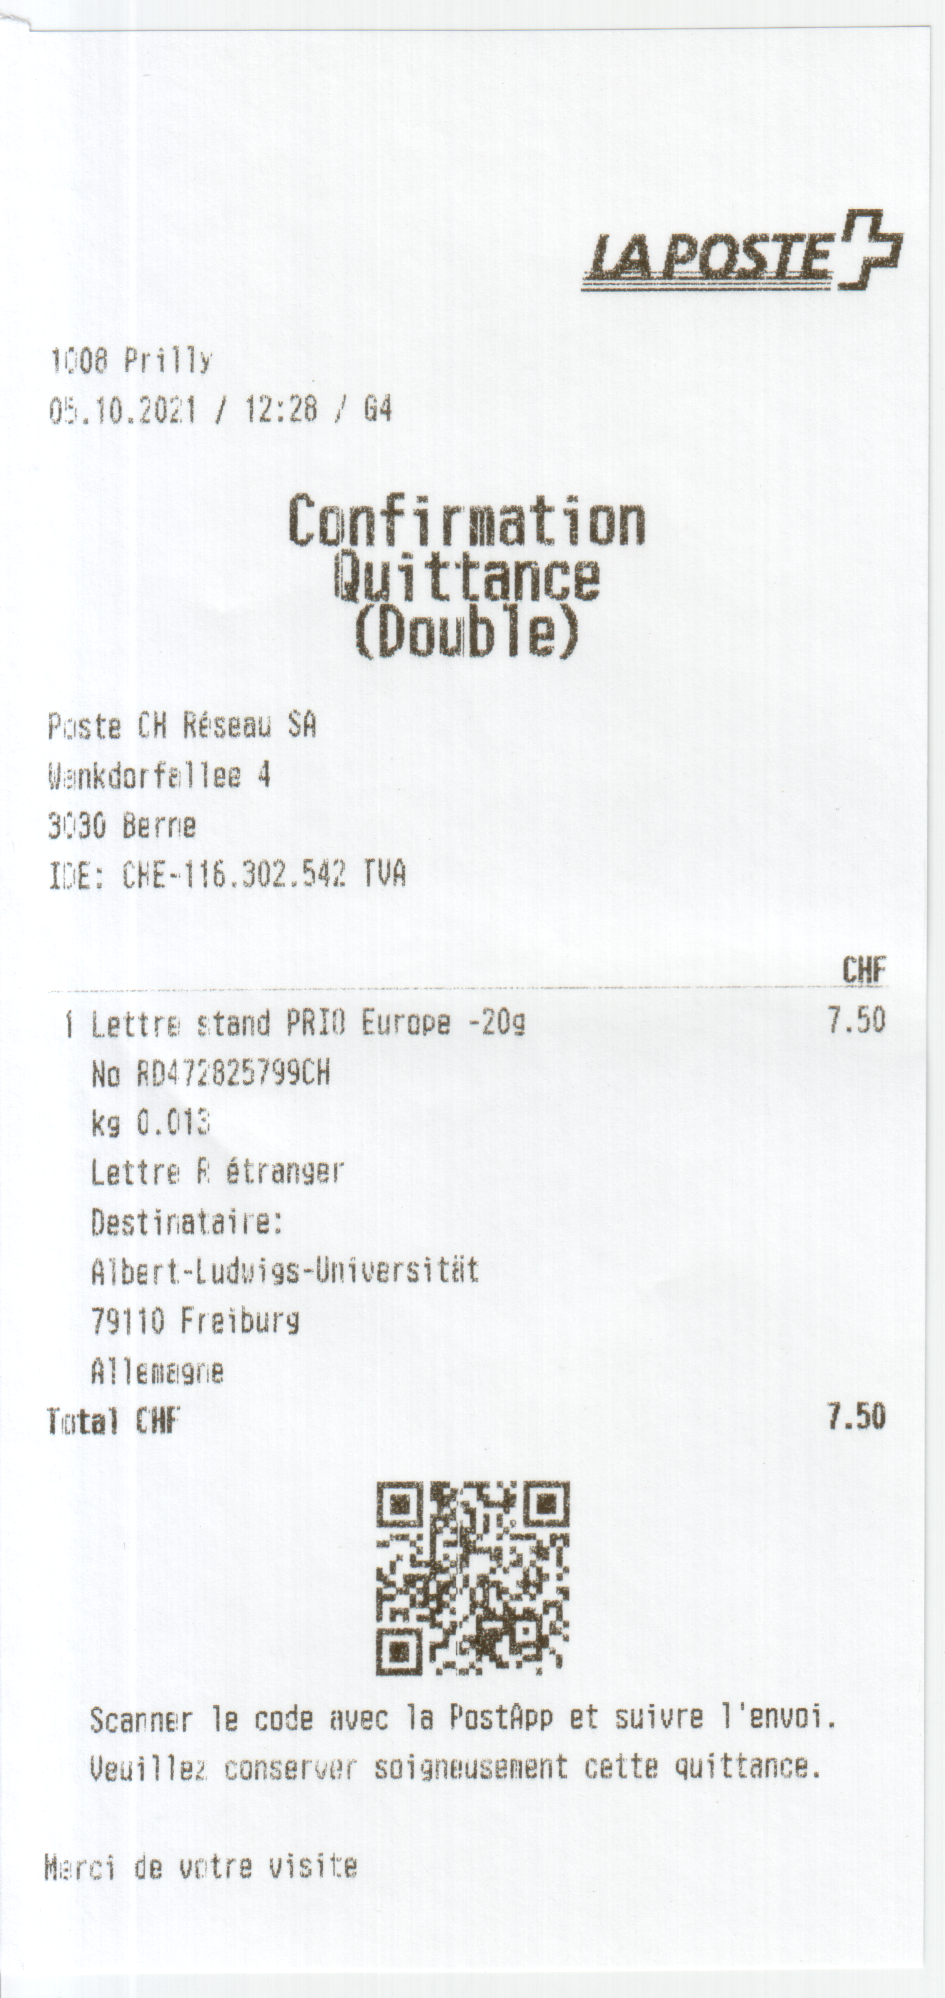 LA POSTE
1008 Prilly
05.10.2021 / 12:28 / G4
Confirmation
Quittance
(Double)
Poste CH Réseau SA
Wankdorfallee 4
3030 Berne
IDE: CHE-116.302.542 TVA
CHF
1 Lettre stand PRIO Europe -20g 7.50
No RD472825799CH
kg 0.013
Lettre R étranger
Destinataire:
Albert-Ludwigs-Universität
79110 Freiburg
Allemagne
Total CHF 7.50
Scanner le code avec la PostApp et suivre l'envoi.
Veuillez conserver soigneusement cette quittance.
Merci de votre visite